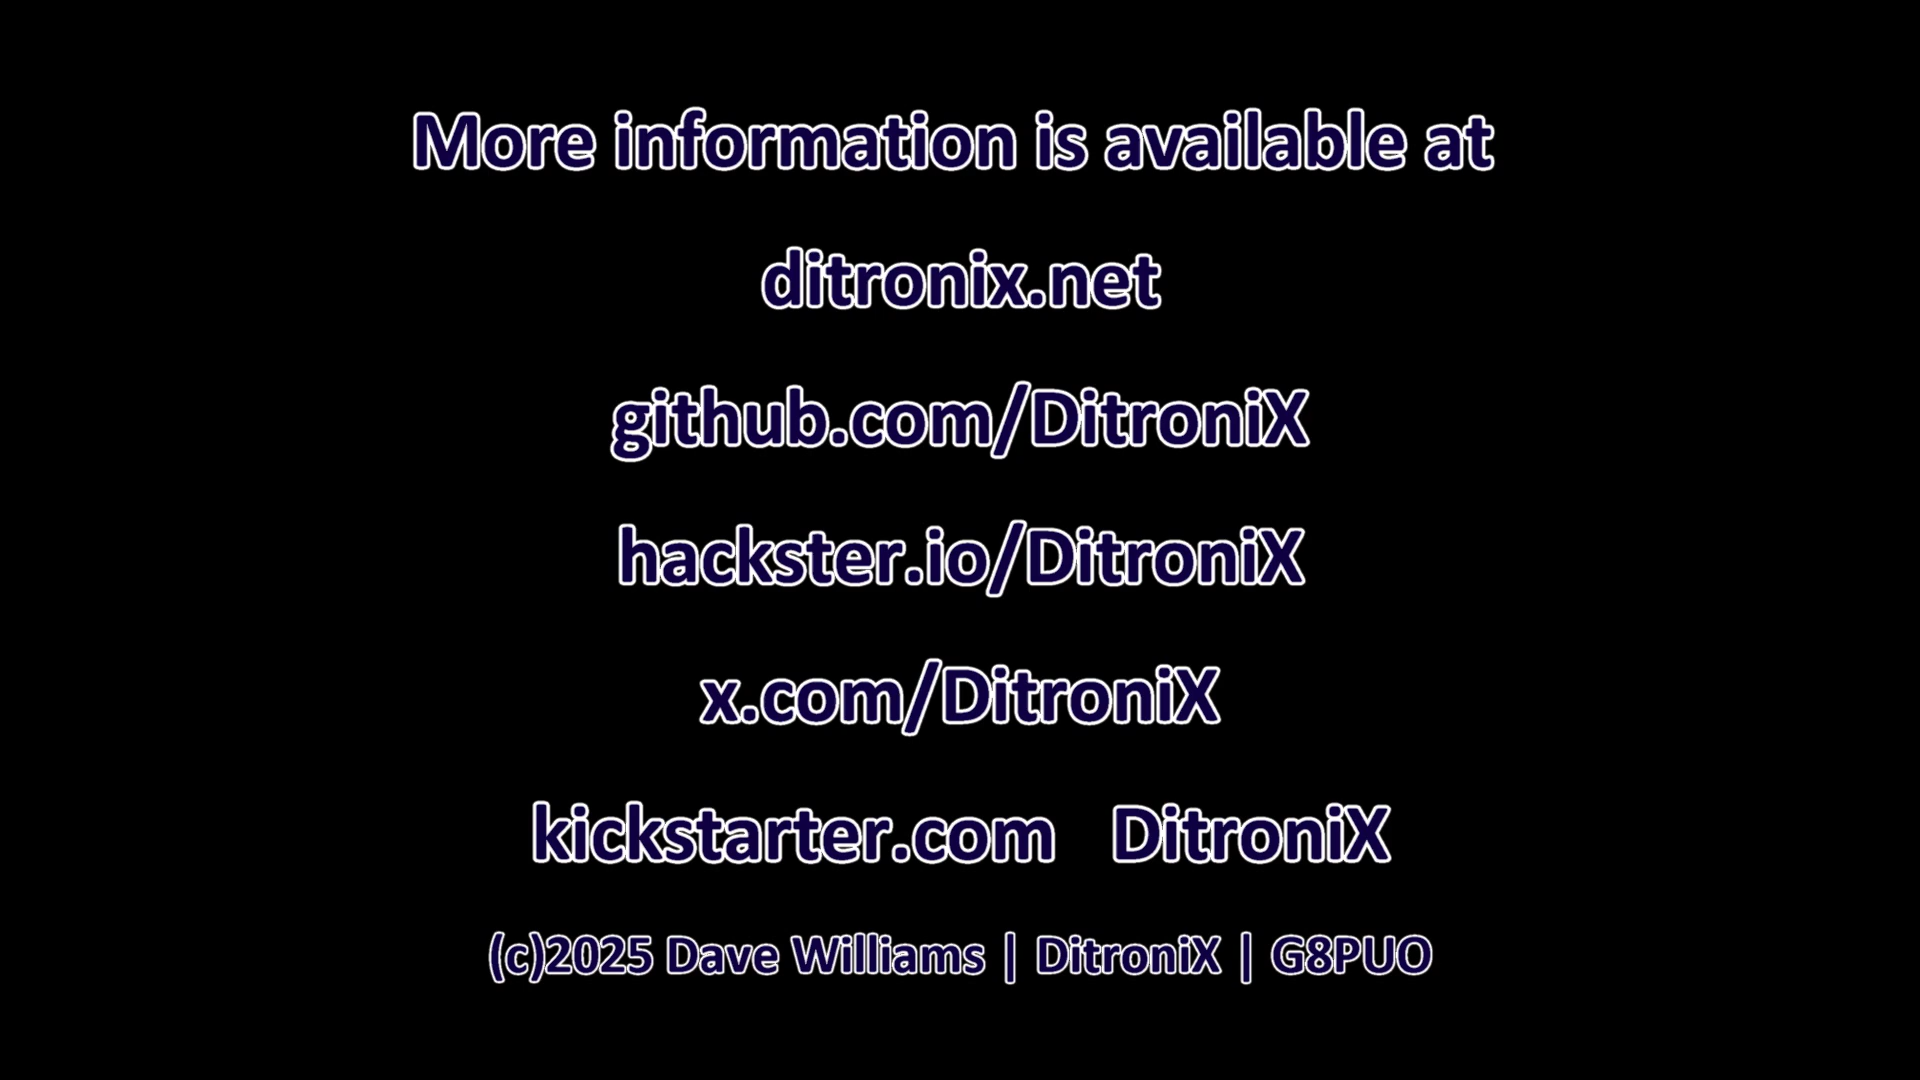 More information is available at
ditronix.net
github.com/DitroniX
hackster.io/DitroniX
x.com/DitroniX
kickstarter.com   DitroniX
(c)2025 Dave Williams | DitroniX | G8PUO